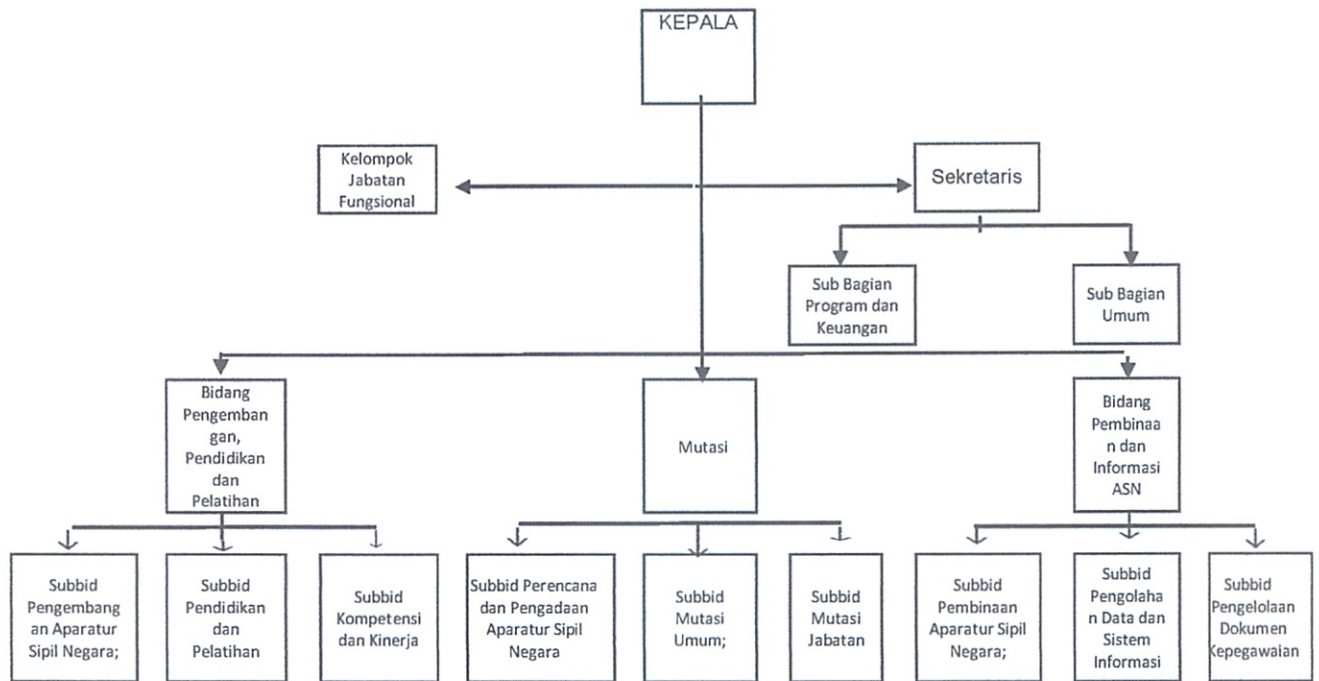 KEPALA
Kelompok
Jabatan
Fungsional
Sekretaris
Sub Bagian
Program dan
Keuangan
Sub Bagian
Umum
Bidang
Pengemban
gan,
Pendidikan
dan
Pelatihan
Mutasi
Bidang
Pembinaa
n dan
Informasi
ASN
Subbid
Pengembang
an Aparatur
Sipil Negara;
Subbid
Pendidikan
dan
Pelatihan
Subbid
Kompetensi
dan Kinerja
Subbid Perencana
dan Pengadaan
Aparatur Sipil
Negara
Subbid
Mutasi
Umum;
Subbid
Mutasi
Jabatan
Subbid
Pembinaan
Aparatur Sipil
Negara;
Subbid
Pengolaha
n Data dan
Sistem
Informasi
Subbid
Pengelolaan
Dokumen
Kepegawaian